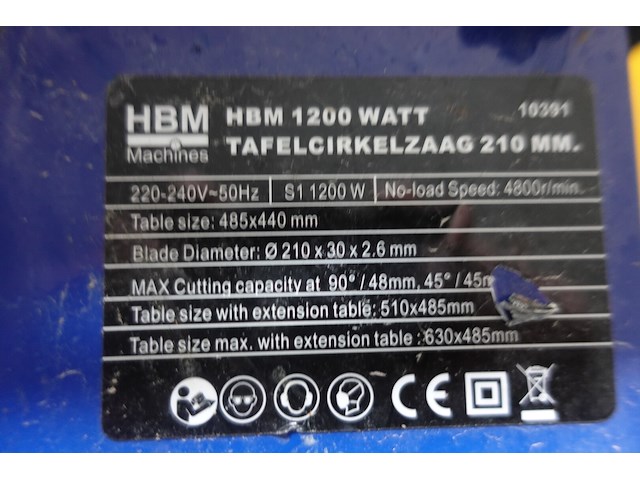 HBM
Machines
HBM 1200 WATT 10391
TAFELCIRKELZAAG 210 MM.
220-240V~50Hz S1 1200 W No-load Speed: 4800r/min.
Table size: 485x440 mm
Blade Diameter: Ø 210 x 30 x 2.6 mm
MAX Cutting capacity at 90° / 48mm, 45° / 45m
Table size with extension table: 510x485mm
Table size max. with extension table : 630x485mm
CE